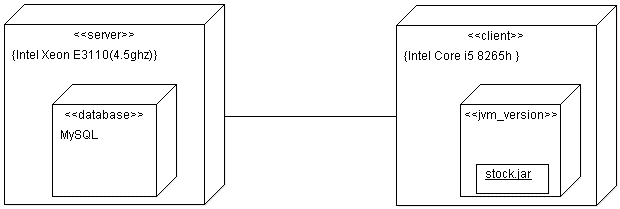 <<server>>
{Intel Xeon E3110(4.5ghz)}
<<database>>
MySQL
<<client>>
{Intel Core i5 8265h }
<<jvm_version>>
stock.jar